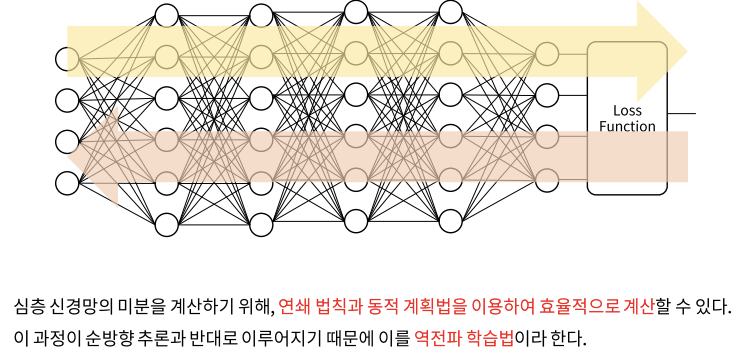 Loss
Function
심층 신경망의 미분을 계산하기 위해, 연쇄 법칙과 동적 계획법을 이용하여 효율적으로 계산할 수 있다.
이 과정이 순방향 추론과 반대로 이루어지기 때문에 이를 역전파 학습법이라 한다.